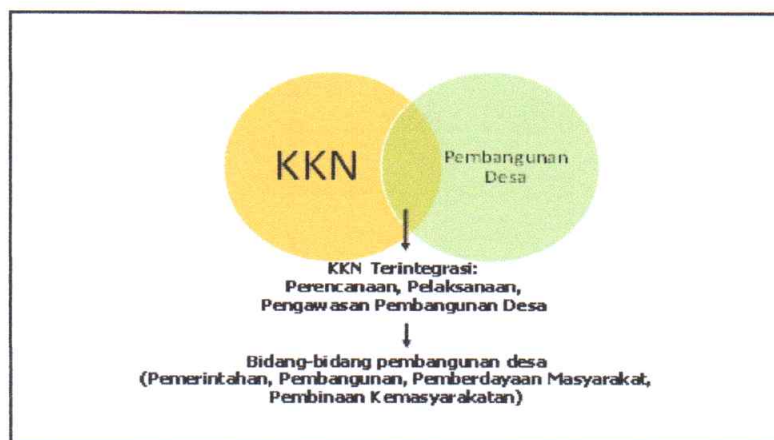 KKN
Pembangunan
Desa
KKN Terintegrasi:
Perencanaan, Pelaksanaan,
Pengawasan Pembangunan Desa
Bidang-bidang pembangunan desa
(Pemerintahan, Pembangunan, Pemberdayaan Masyarakat,
Pembinaan Kemasyarakatan)